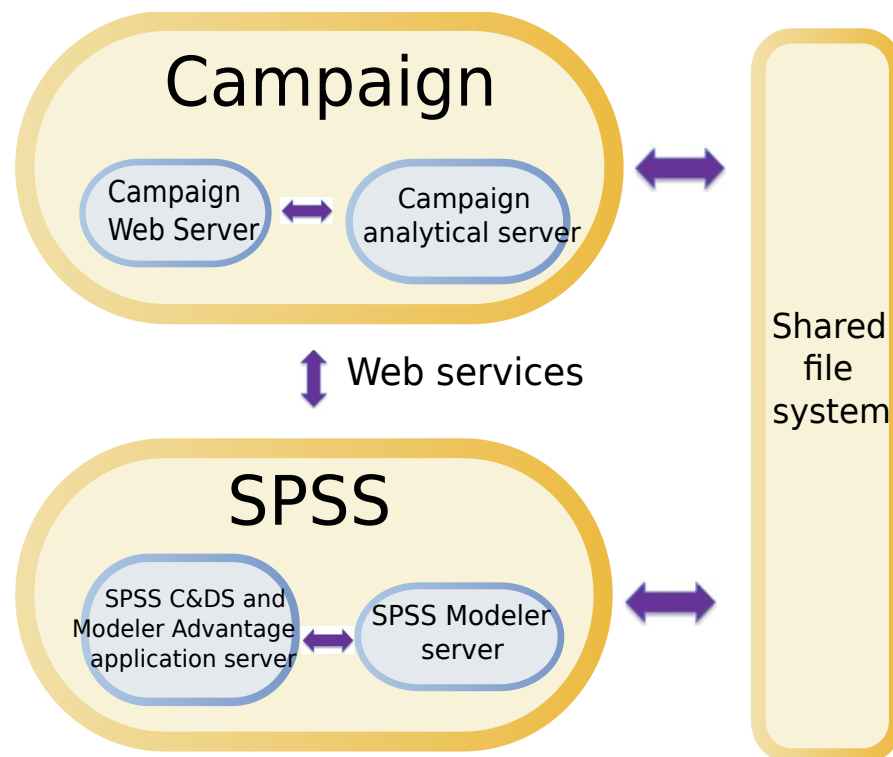 Campaign
Campaign
Web Server
Campaign
analytical server
Web services
Shared
file
system
SPSS
SPSS C&DS and
Modeler Advantage
application server
SPSS Modeler
server